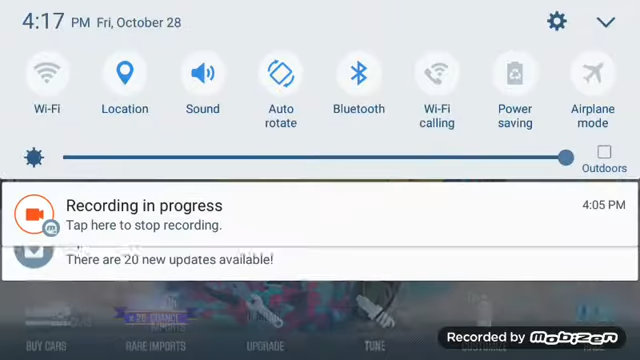 4:17 PM Fri, October 28
Wi-Fi
Location
Sound
Auto rotate
Bluetooth
Wi-Fi calling
Power saving
Airplane mode
Outdoors
Recording in progress
4:05 PM
Tap here to stop recording.
There are 20 new updates available!
BUY CARS
RARE IMPORTS
UPGRADE
TUNE
Recorded by Mobizen